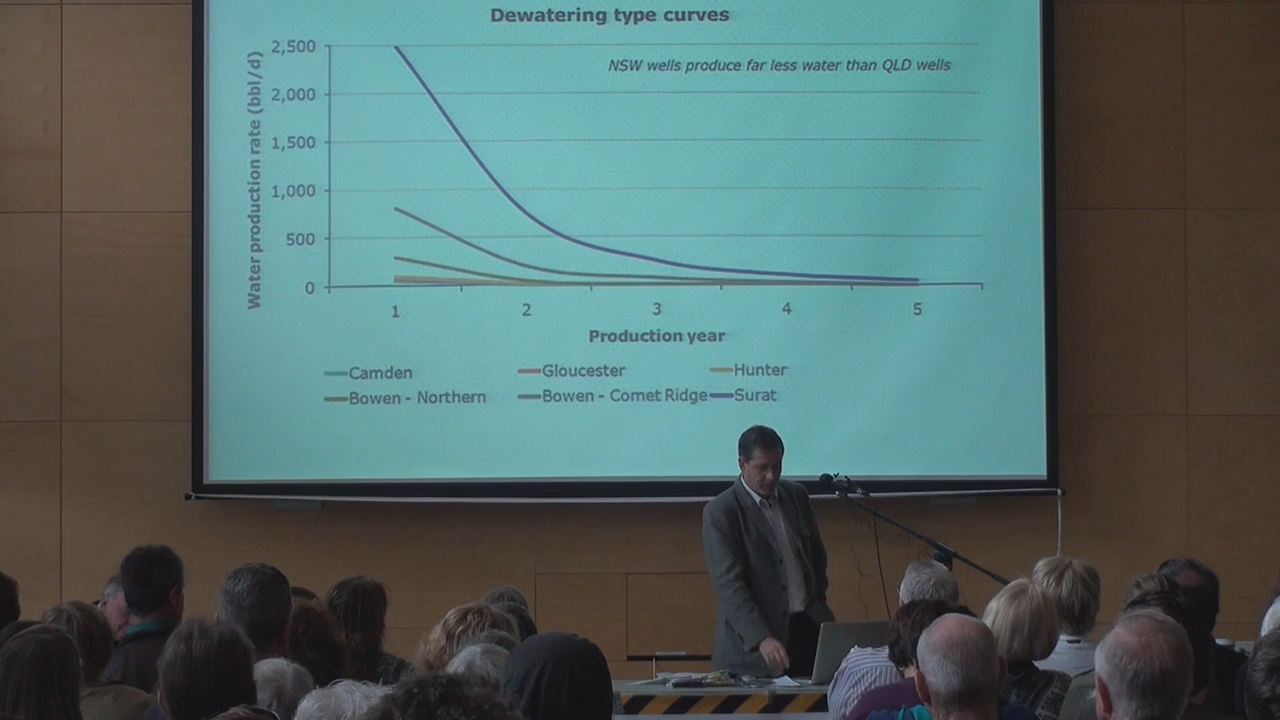 Dewatering type curves
NSW wells produce far less water than QLD wells
Water production rate (bbl/d)
2,500
2,000
1,500
1,000
500
0
1 2 3 4 5
Production year
Camden Gloucester Hunter
Bowen - Northern Bowen - Comet Ridge Surat